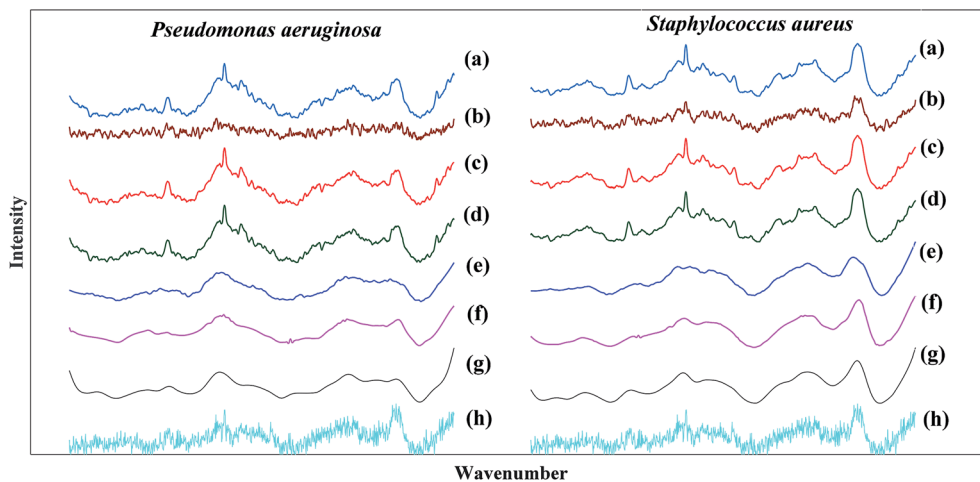 Pseudomonas aeruginosa
(a)
(b)
(c)
(d)
(e)
(f)
(g)
(h)
Staphylococcus aureus
(a)
(b)
(c)
(d)
(e)
(f)
(g)
(h)
Intensity
Wavenumber